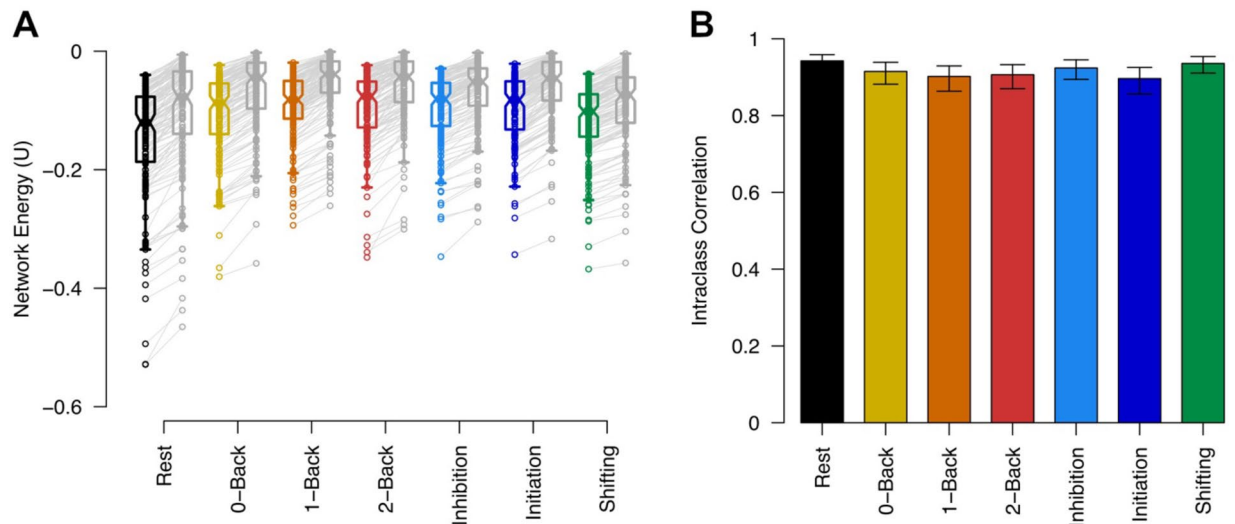 A
Network Energy (U)
0
−0.2
−0.4
−0.6
Rest
0−Back
1−Back
2−Back
Inhibition
Initiation
Shifting
B
Intraclass Correlation
1
0.8
0.6
0.4
0.2
0
Rest
0−Back
1−Back
2−Back
Inhibition
Initiation
Shifting